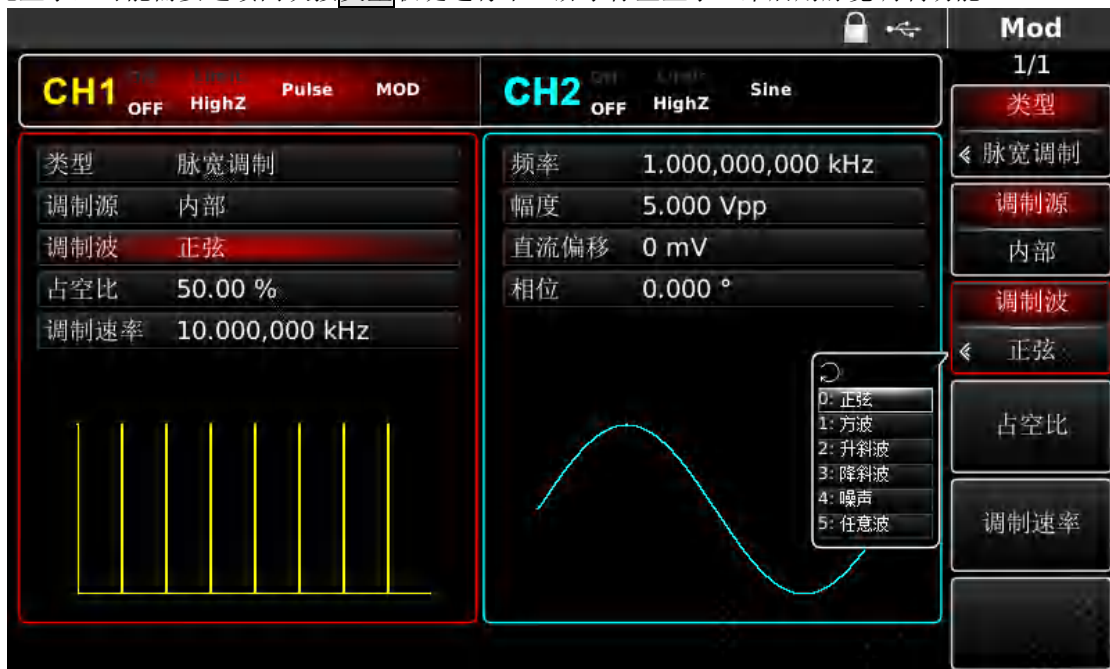 Mod
1/1
CH1 OFF HighZ Pulse MOD
CH2 OFF HighZ Sine
类型 脉宽调制
调制源 内部
调制波 正弦
占空比 50.00 %
调制速率 10.000,000 kHz
频率 1.000,000,000 kHz
幅度 5.000 Vpp
直流偏移 0 mV
相位 0.000 °
0: 正弦
1: 方波
2: 升斜波
3: 降斜波
4: 噪声
5: 任意波
类型
脉宽调制
调制源
内部
调制波
正弦
占空比
调制速率